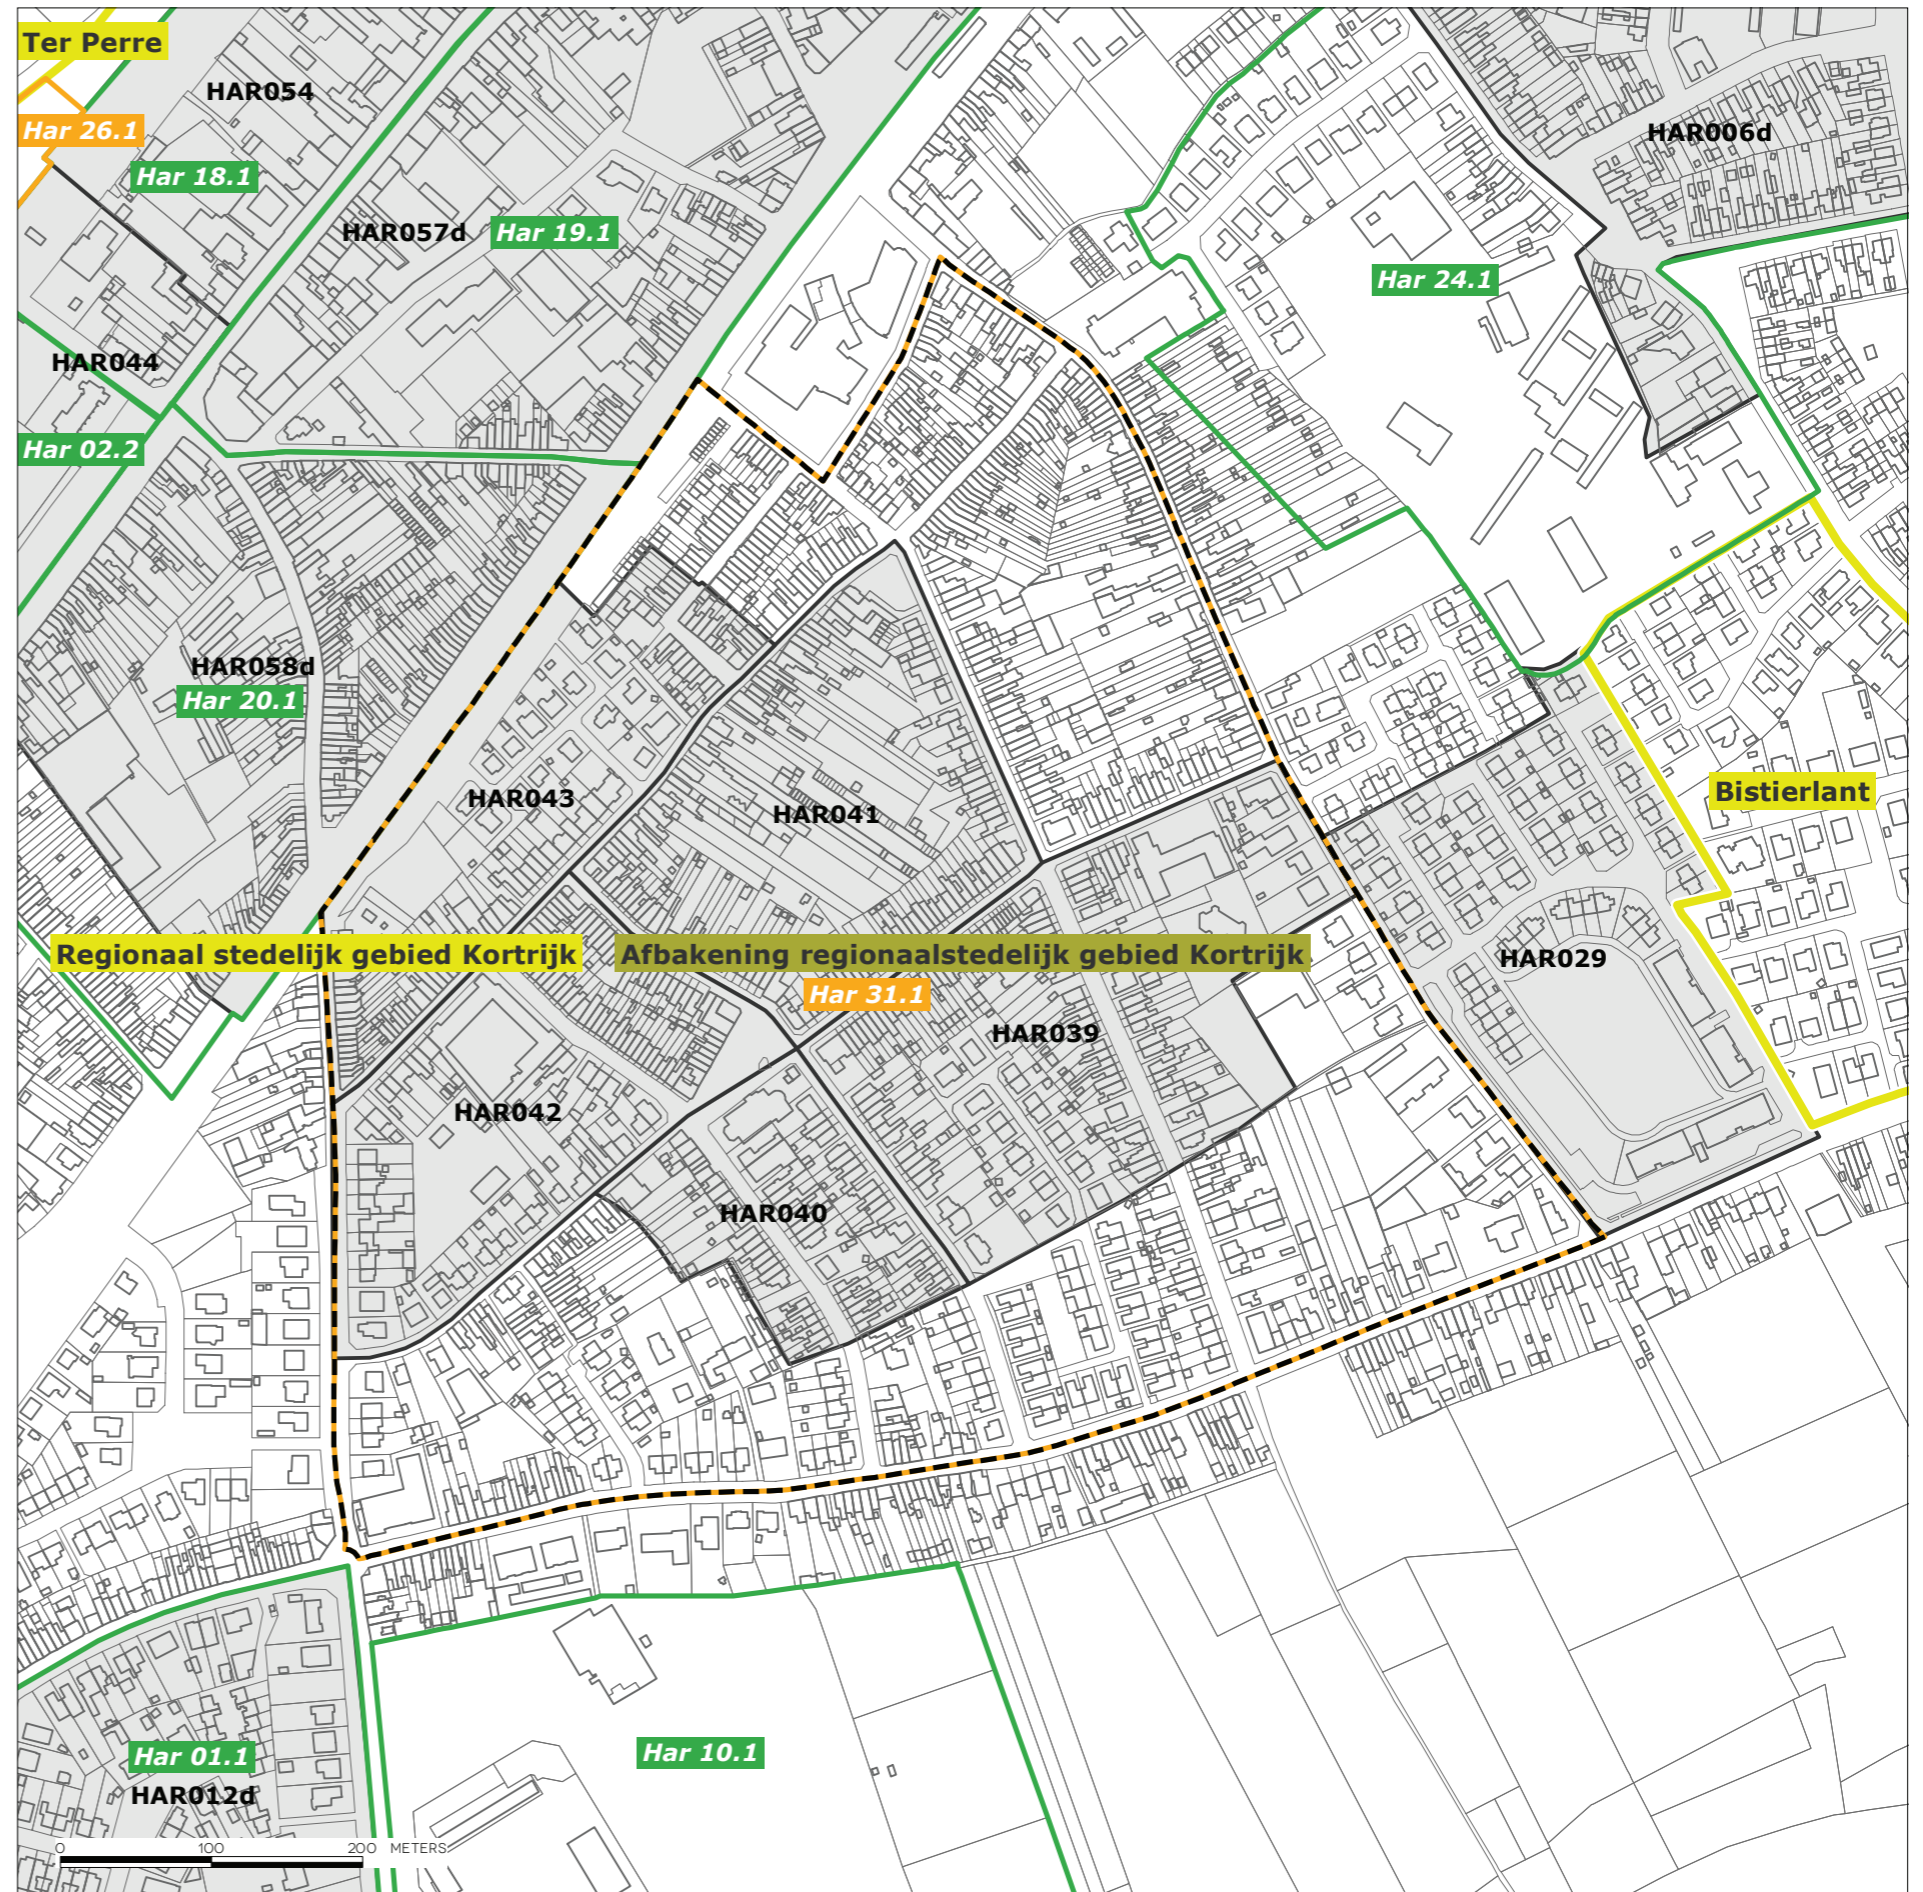 Ter Perre
HAR054
Har 26.1
HAR006d
Har 18.1
HAR057d
Har 19.1
Har 24.1
HAR044
Har 02.2
HAR058d
Har 20.1
HAR043
HAR041
Bistierlant
Regionaal stedelijk gebied Kortrijk
Afbakening regionaalstedelijk gebied Kortrijk
HAR029
Har 31.1
HAR039
HAR042
HAR040
Har 01.1
Har 10.1
HAR012d
0 100 200 METERS